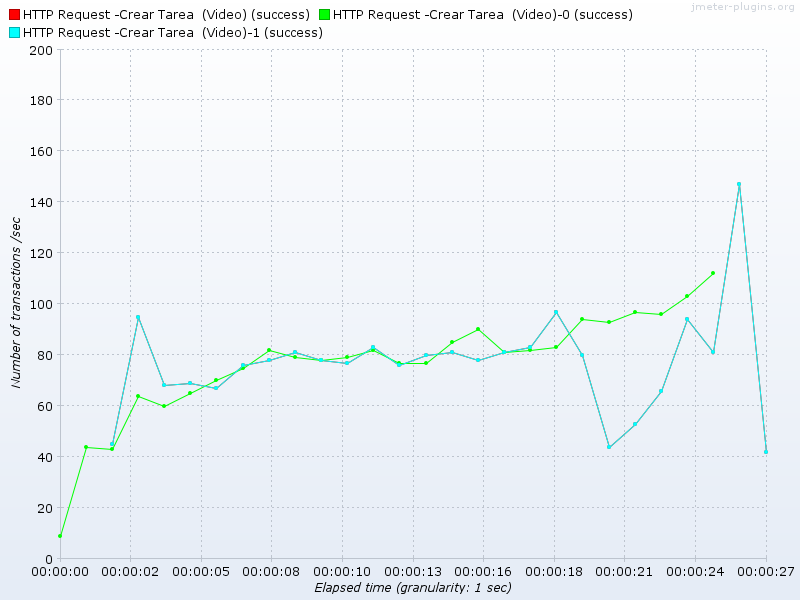 jmeter-plugins.org
HTTP Request -Crear Tarea  (Video) (success) HTTP Request -Crear Tarea  (Video)-0 (success)
HTTP Request -Crear Tarea  (Video)-1 (success)
200
180
160
140
120
100
80
60
40
20
0
Number of transactions /sec
00:00:00 00:00:02 00:00:05 00:00:08 00:00:10 00:00:13 00:00:16 00:00:18 00:00:21 00:00:24 00:00:27
Elapsed time (granularity: 1 sec)